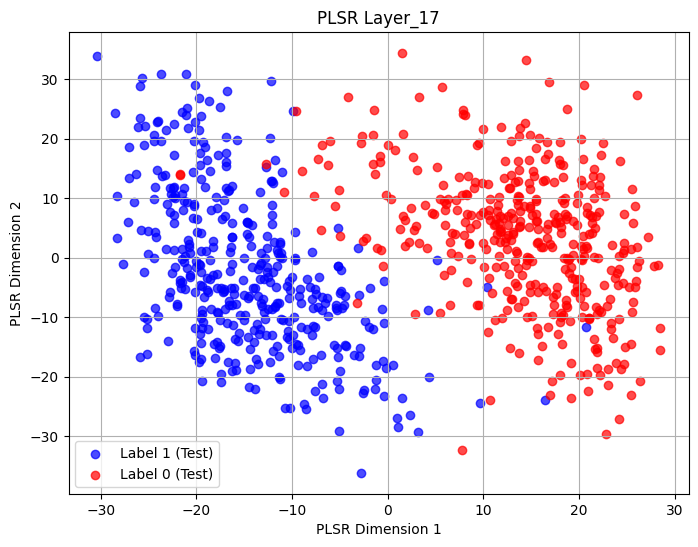 PLSR Layer_17
PLSR Dimension 2
30
20
10
0
−10
−20
−30
Label 1 (Test)
Label 0 (Test)
−30 −20 −10 0 10 20 30
PLSR Dimension 1